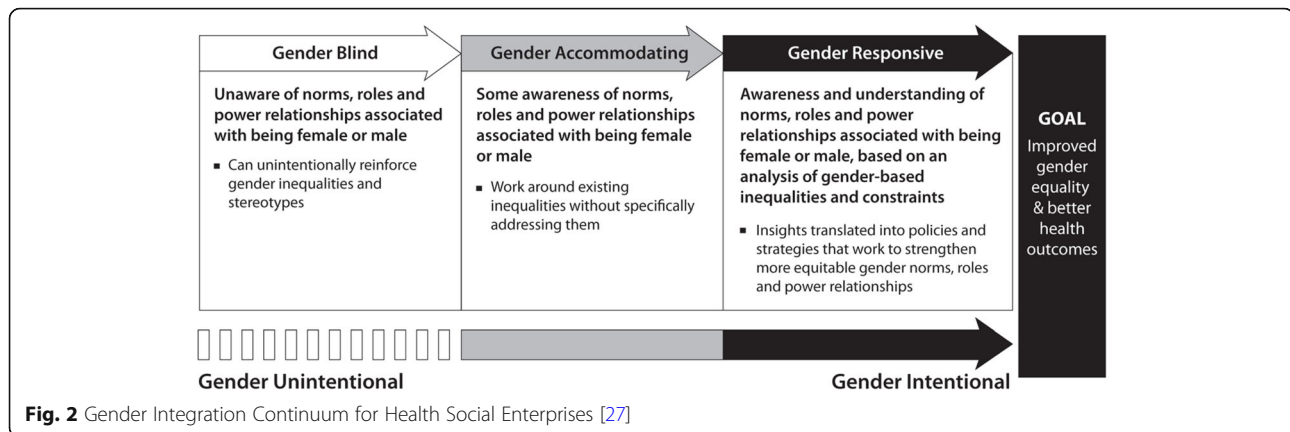 Gender Blind
Unaware of norms, roles and
power relationships associated
with being female or male
▪ Can unintentionally reinforce
gender inequalities and
stereotypes
Gender Accommodating
Some awareness of norms,
roles and power relationships
associated with being female
or male
▪ Work around existing
inequalities without specifically
addressing them
Gender Responsive
Awareness and understanding of
norms, roles and power
relationships associated with being
female or male, based on an
analysis of gender-based
inequalities and constraints
▪ Insights translated into policies and
strategies that work to strengthen
more equitable gender norms, roles
and power relationships
GOAL
Improved
gender
equality
& better
health
outcomes
Gender Unintentional
Gender Intentional
Fig. 2 Gender Integration Continuum for Health Social Enterprises [27]